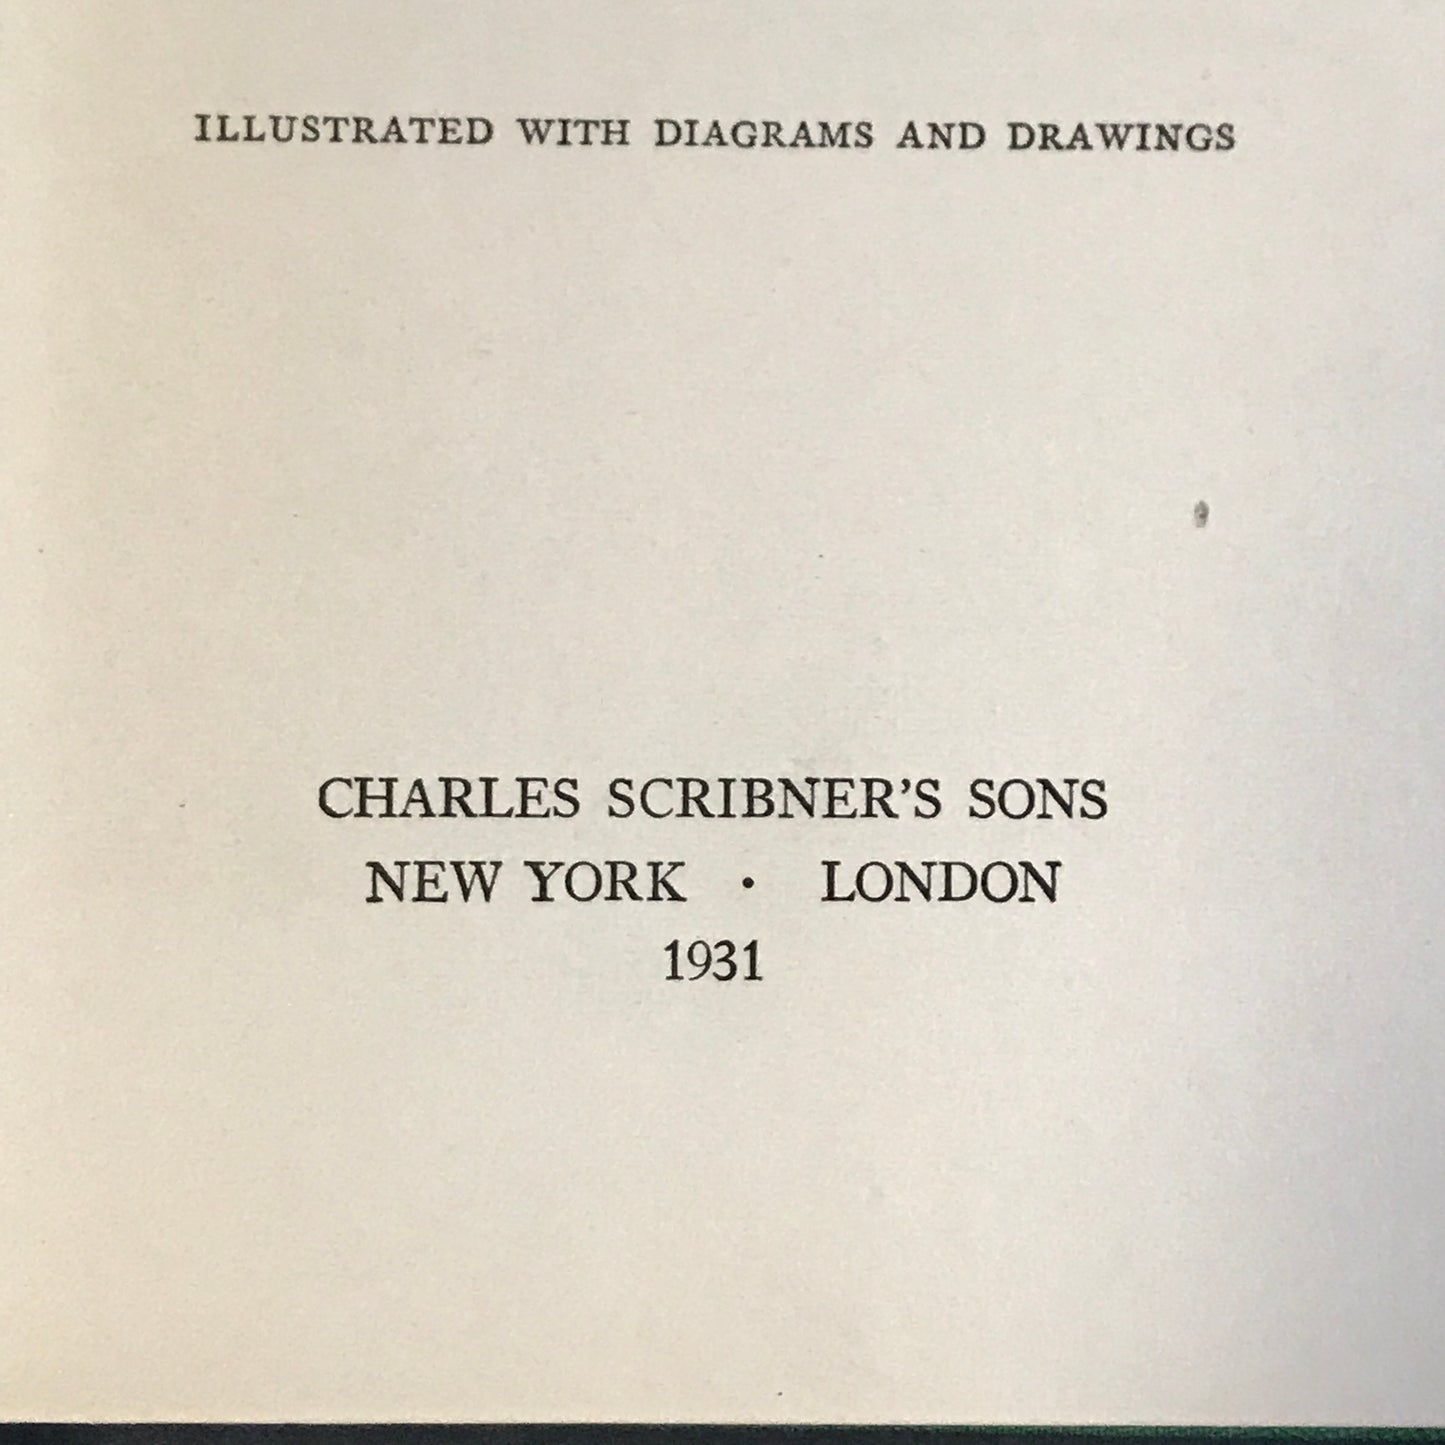 ILLUSTRATED WITH DIAGRAMS AND DRAWINGS
CHARLES SCRIBNER’S SONS
NEW YORK · LONDON
1931